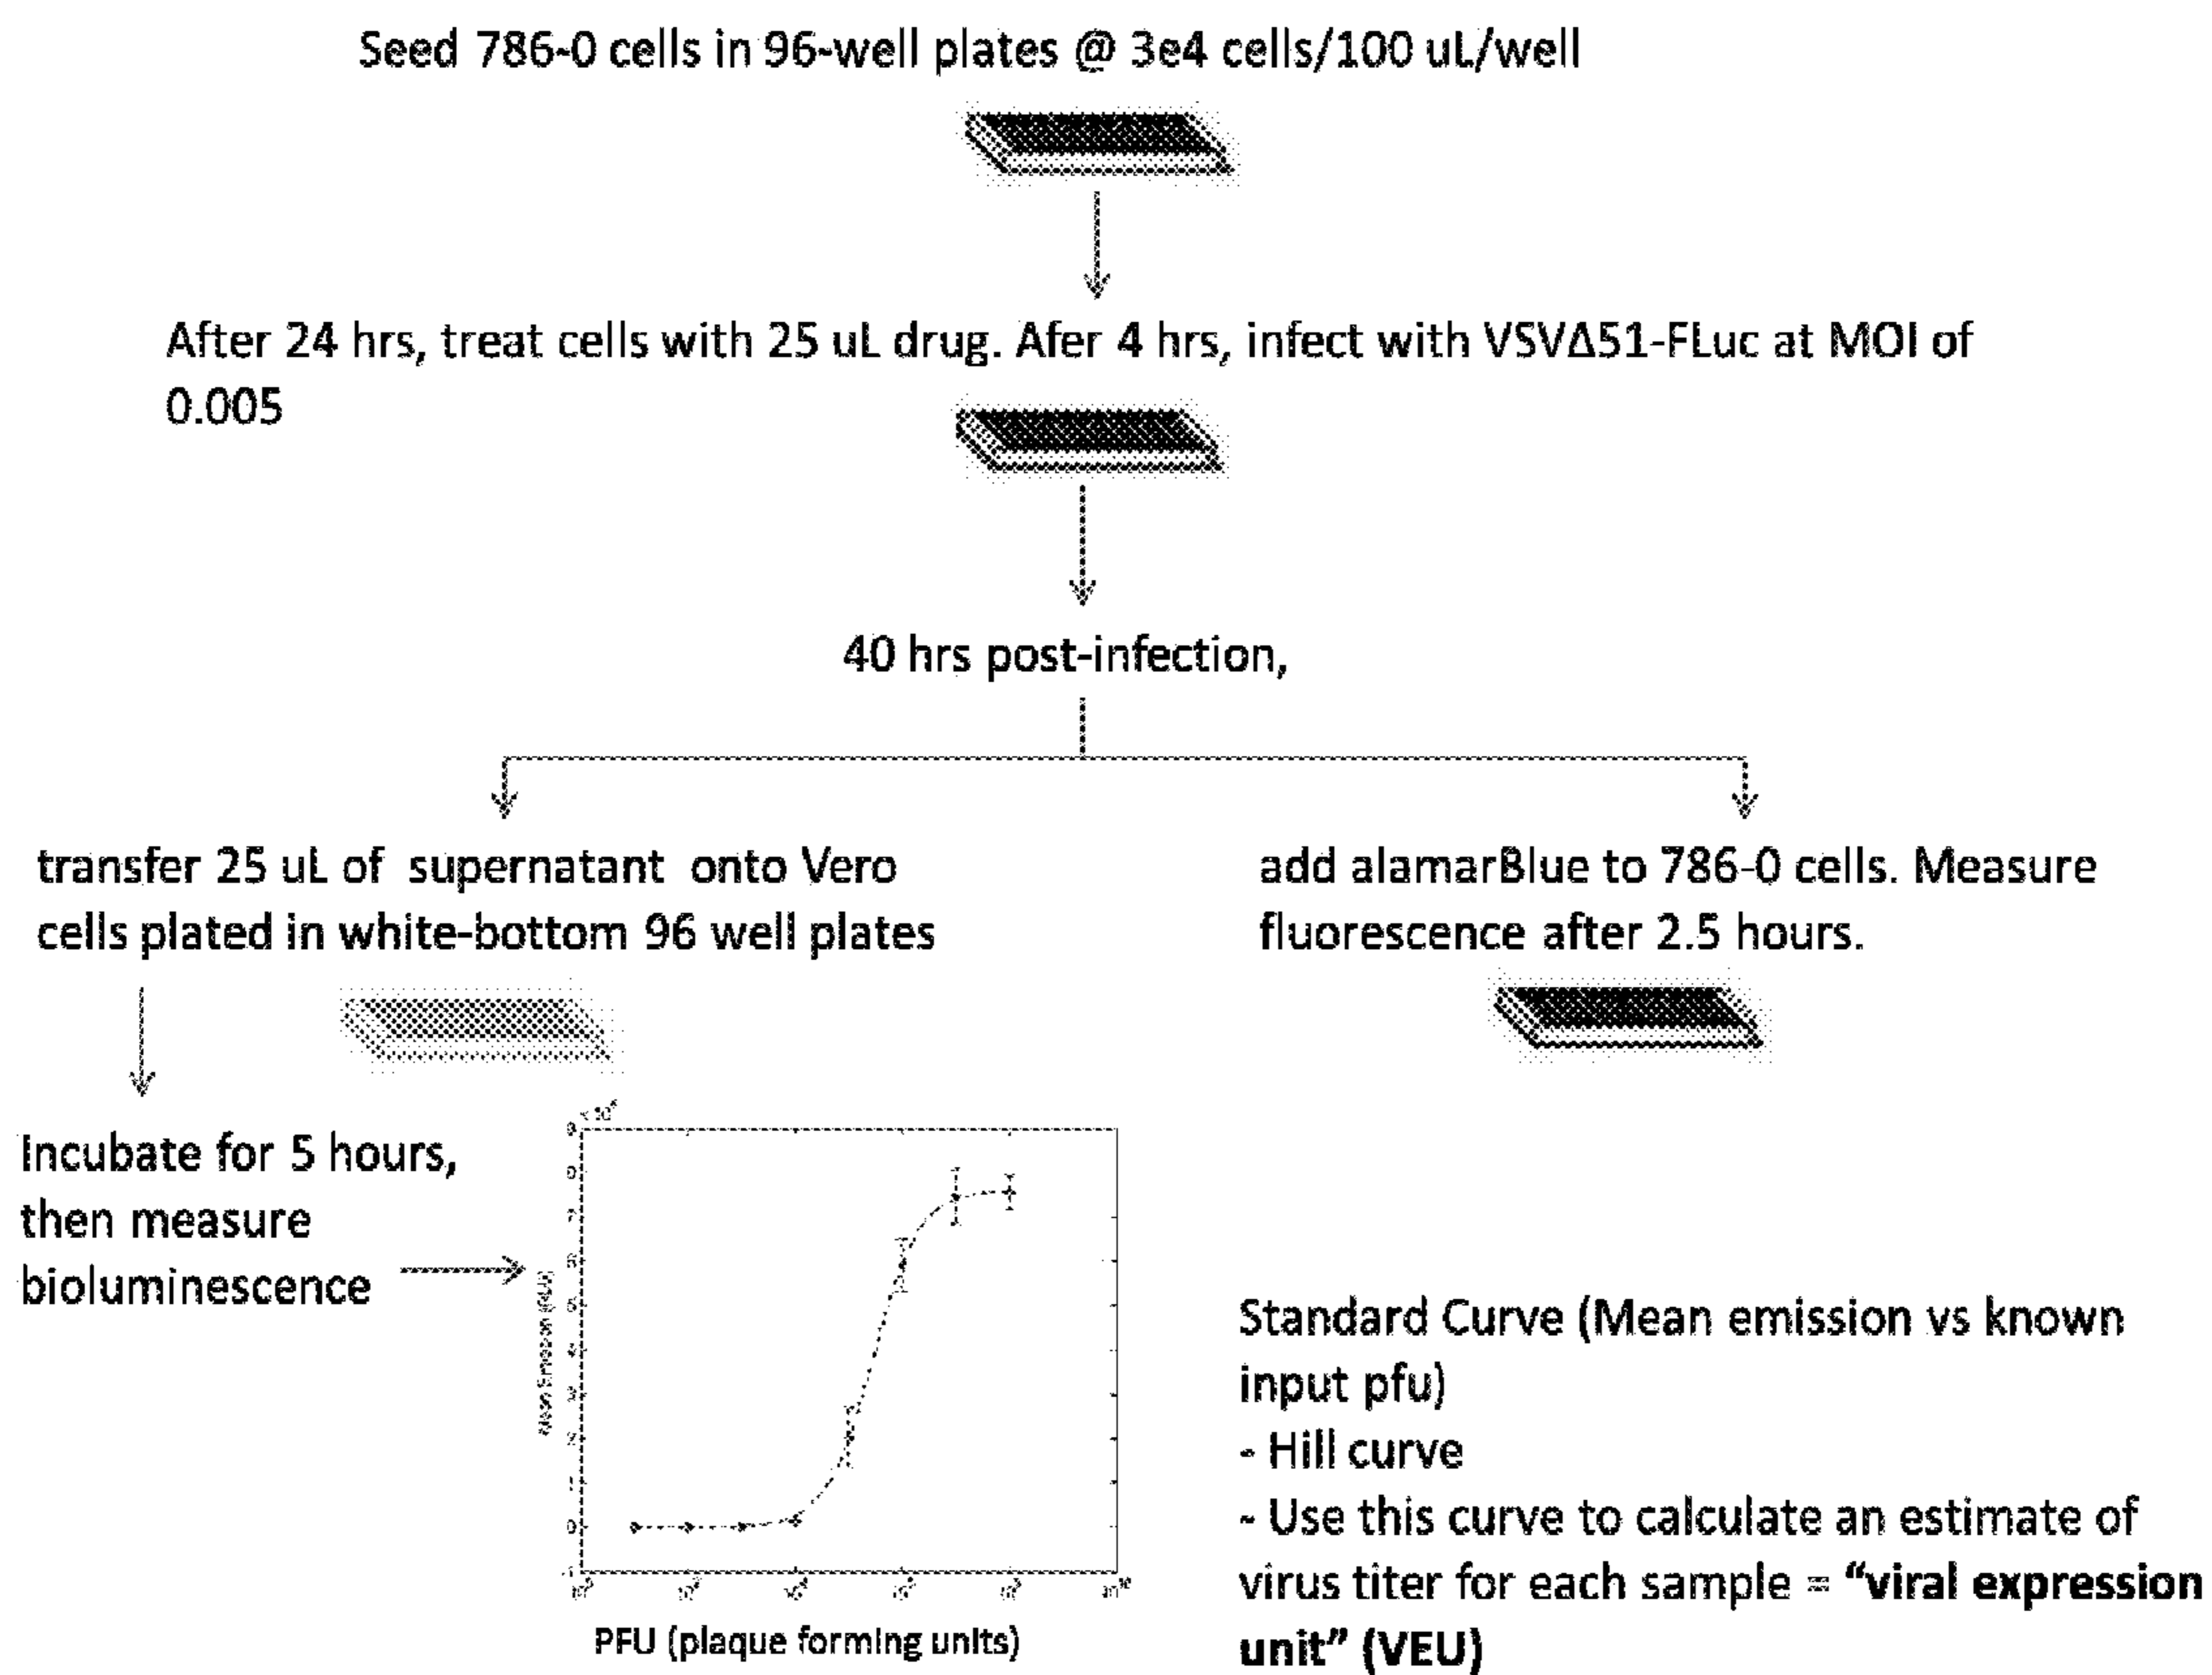 Seed 786-0 cells in 96-well plates @ 3e4 cells/100 uL/well
After 24 hrs, treat cells with 25 uL drug. Afer 4 hrs, infect with VSVΔ51-FLuc at MOI of
0.005
40 hrs post-infection,
transfer 25 uL of supernatant onto Vero
cells plated in white-bottom 96 well plates
add alamarBlue to 786-0 cells. Measure
fluorescence after 2.5 hours.
Incubate for 5 hours,
then measure
bioluminescence
Mean Emission (RLU)
PFU (plaque forming units)
Standard Curve (Mean emission vs known
input pfu)
- Hill curve
- Use this curve to calculate an estimate of
virus titer for each sample = “viral expression
unit” (VEU)